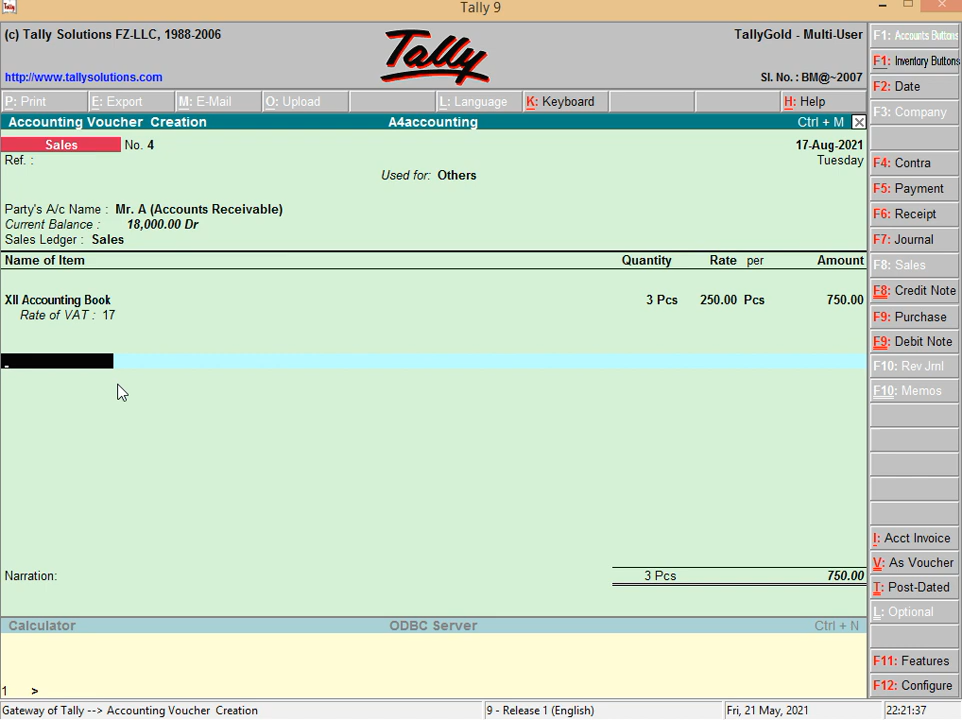 Tally 9
(c) Tally Solutions FZ-LLC, 1988-2006
TallyGold - Multi-User
Tally
http://www.tallysolutions.com
Sl. No. : BM@~2007
P: Print E: Export M: E-Mail O: Upload L: Language K: Keyboard H: Help
Accounting Voucher Creation A4accounting Ctrl + M
Sales No. 4 17-Aug-2021
Ref. : Tuesday
Used for: Others
Party's A/c Name : Mr. A (Accounts Receivable)
Current Balance : 18,000.00 Dr
Sales Ledger : Sales
Name of Item Quantity Rate per Amount
XII Accounting Book 3 Pcs 250.00 Pcs 750.00
Rate of VAT : 17
Narration: 3 Pcs 750.00
Calculator ODBC Server Ctrl + N
1 >
Gateway of Tally --> Accounting Voucher Creation 9 - Release 1 (English) Fri, 21 May, 2021 22:21:37
F1: Accounts Buttons
F1: Inventory Buttons
F2: Date
F3: Company
F4: Contra
F5: Payment
F6: Receipt
F7: Journal
F8: Sales
F8: Credit Note
F9: Purchase
F9: Debit Note
F10: Rev Jrnl
F10: Memos
I: Acct Invoice
V: As Voucher
T: Post-Dated
L: Optional
F11: Features
F12: Configure